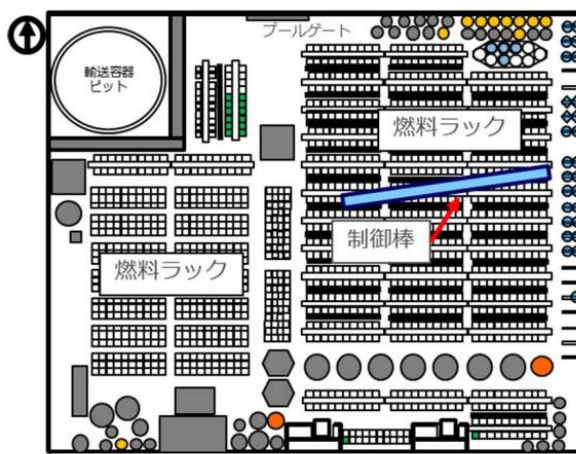 プールゲート
輸送容器
ピット
燃料ラック
制御棒
燃料ラック